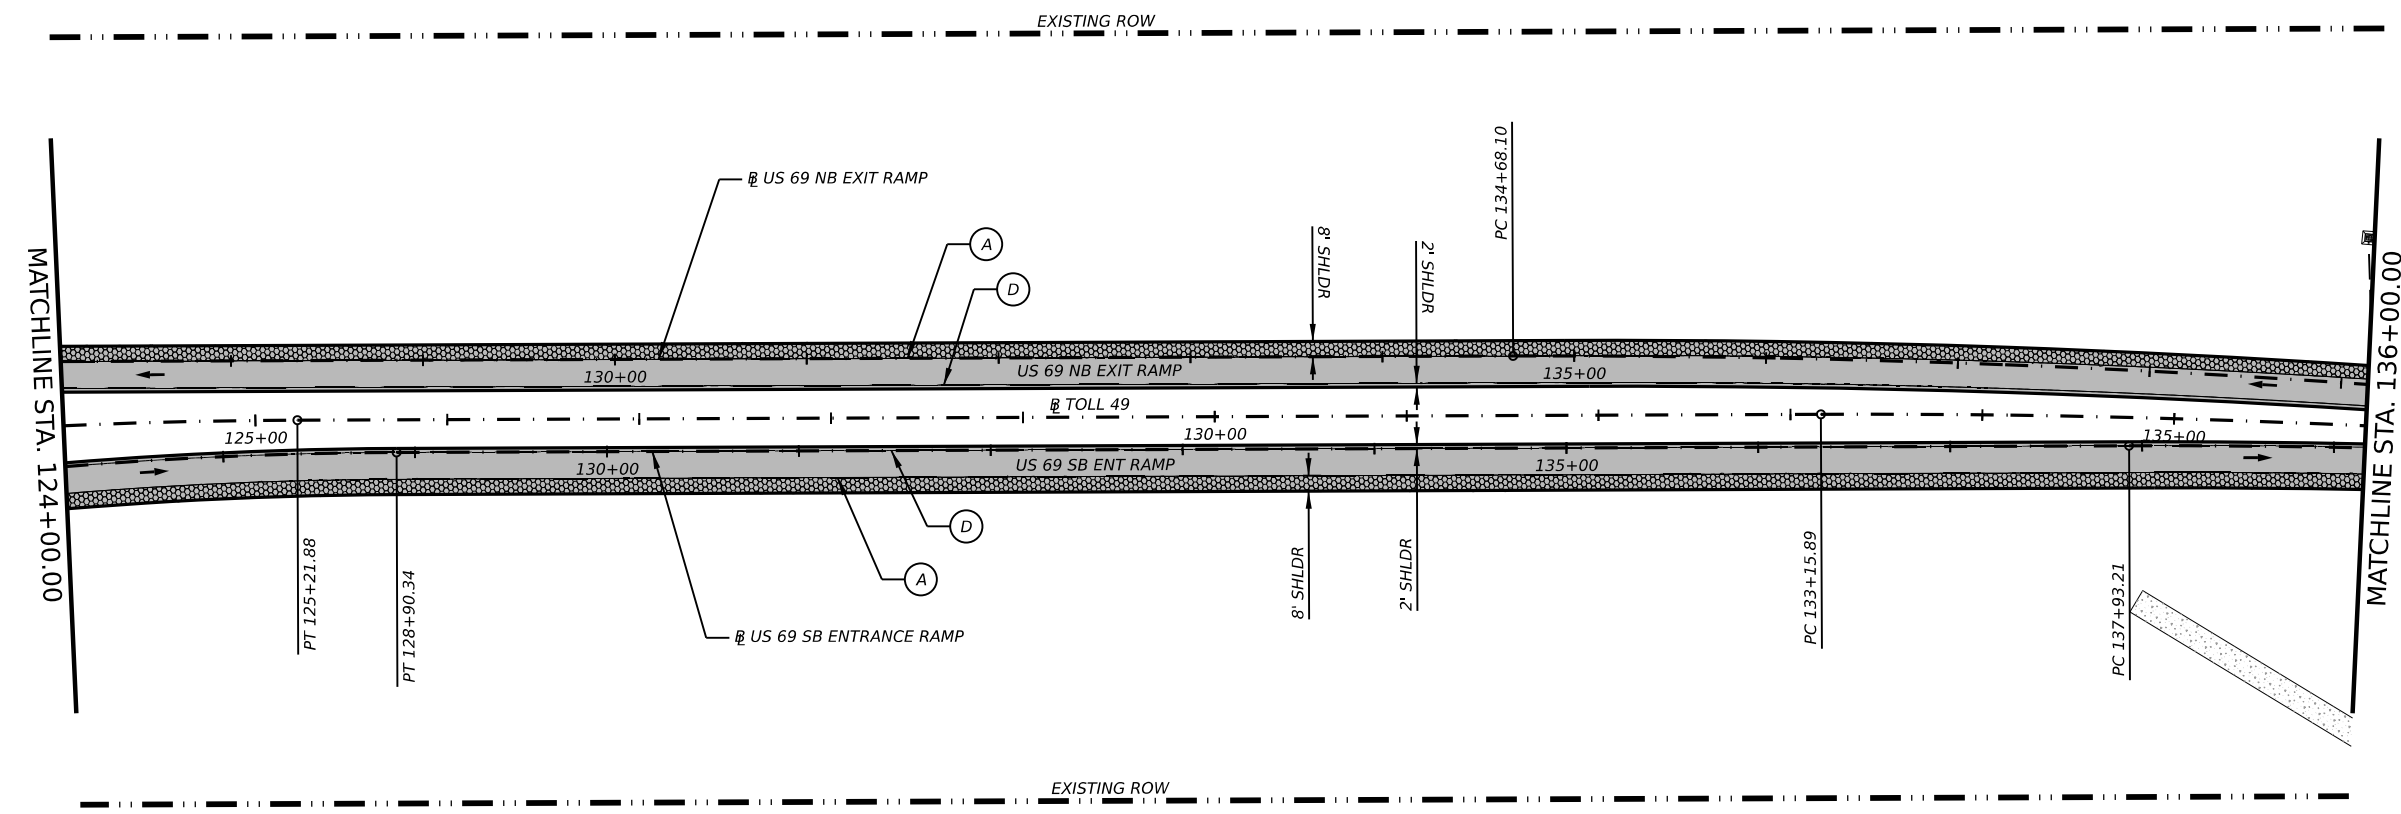 EXISTING ROW
PC 134+68.10
℄ US 69 NB EXIT RAMP
A
D
8' SHLDR
2' SHLDR
MATCHLINE STA. 124+00.00
MATCHLINE STA. 136+00.00
130+00
US 69 NB EXIT RAMP
135+00
BL TOLL 49
125+00
130+00
135+00
130+00
US 69 SB ENT RAMP
135+00
D
A
BL US 69 SB ENTRANCE RAMP
PT 125+21.88
PT 128+90.34
8' SHLDR
2' SHLDR
PC 133+15.89
PC 137+93.21
EXISTING ROW